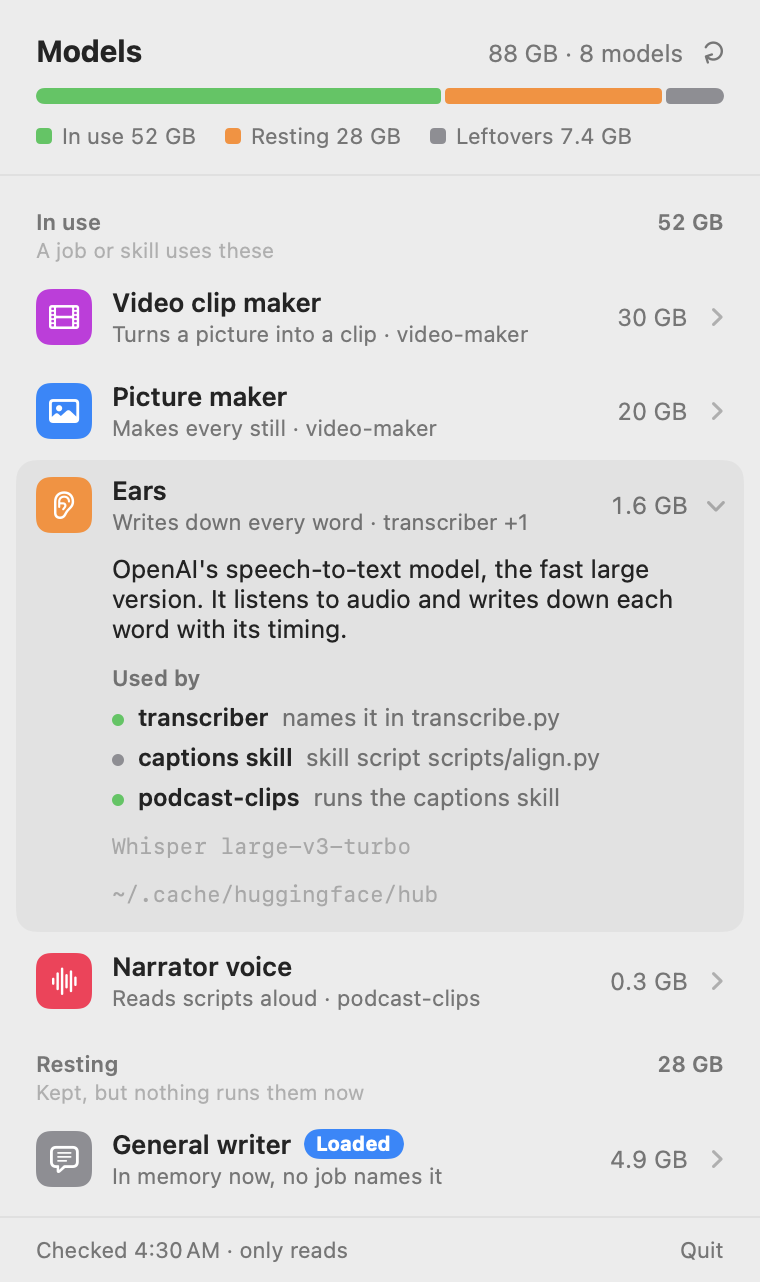 Models
88 GB · 8 models
In use 52 GB
Resting 28 GB
Leftovers 7.4 GB
In use
52 GB
A job or skill uses these
Video clip maker
Turns a picture into a clip · video-maker
30 GB
Picture maker
Makes every still · video-maker
20 GB
Ears
Writes down every word · transcriber +1
1.6 GB
OpenAI's speech-to-text model, the fast large
version. It listens to audio and writes down each
word with its timing.
Used by
transcriber names it in transcribe.py
captions skill skill script scripts/align.py
podcast-clips runs the captions skill
Whisper large-v3-turbo
~/.cache/huggingface/hub
Narrator voice
Reads scripts aloud · podcast-clips
0.3 GB
Resting
28 GB
Kept, but nothing runs them now
General writer Loaded
In memory now, no job names it
4.9 GB
Checked 4:30 AM · only reads
Quit